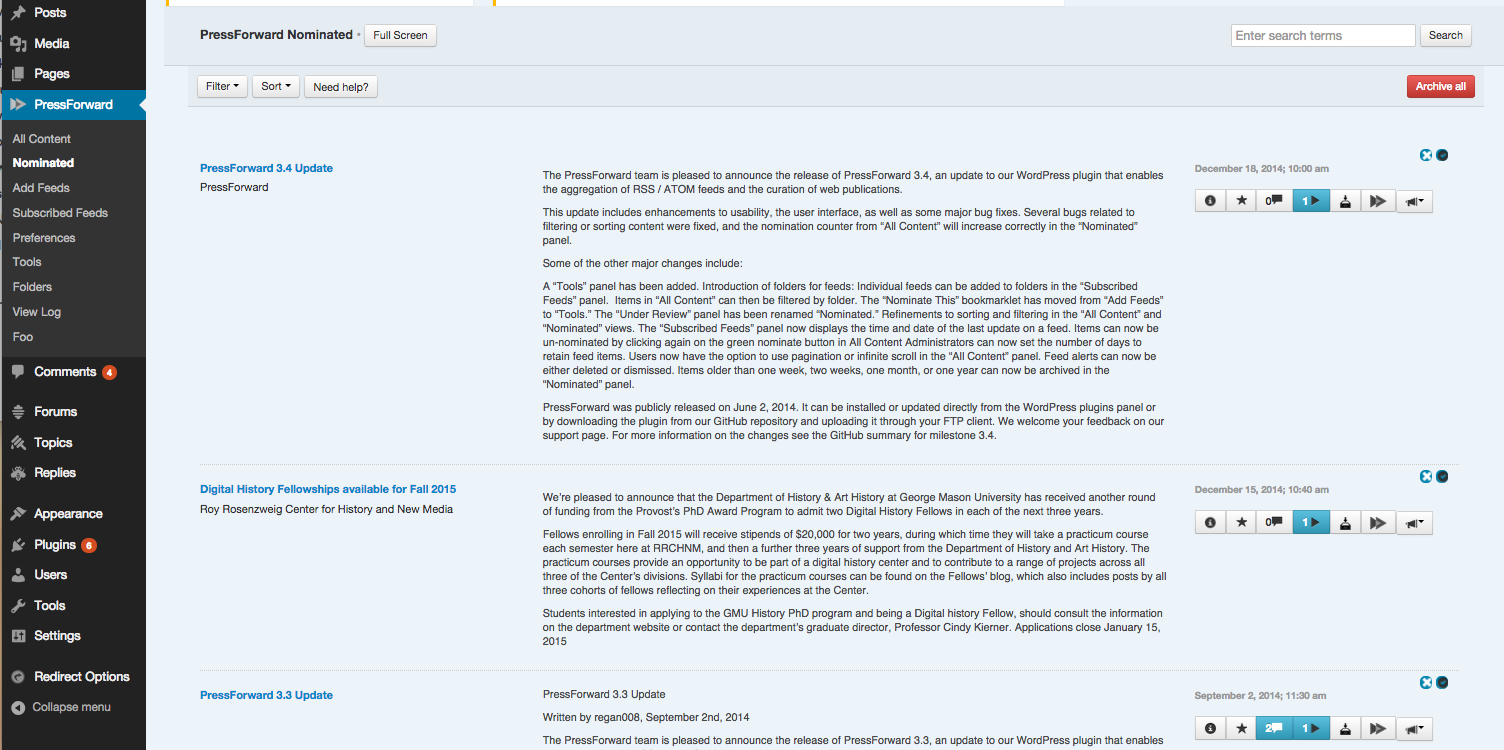 Posts
Media
Pages
PressForward
All Content
Nominated
Add Feeds
Subscribed Feeds
Preferences
Tools
Folders
View Log
Foo
Comments 4
Forums
Topics
Replies
Appearance
Plugins 6
Users
Tools
Settings
Redirect Options
Collapse menu
PressForward Nominated • Full Screen
Enter search terms Search
Filter Sort Need help?
Archive all
PressForward 3.4 Update
PressForward
The PressForward team is pleased to announce the release of PressForward 3.4, an update to our WordPress plugin that enables
the aggregation of RSS / ATOM feeds and the curation of web publications.
This update includes enhancements to usability, the user interface, as well as some major bug fixes. Several bugs related to
filtering or sorting content were fixed, and the nomination counter from “All Content” will increase correctly in the “Nominated”
panel.
Some of the other major changes include:
A “Tools” panel has been added. Introduction of folders for feeds: Individual feeds can be added to folders in the “Subscribed
Feeds” panel.  Items in “All Content” can then be filtered by folder. The “Nominate This” bookmarklet has moved from “Add Feeds”
to “Tools.” The “Under Review” panel has been renamed “Nominated.” Refinements to sorting and filtering in the “All Content” and
“Nominated” views. The “Subscribed Feeds” panel now displays the time and date of the last update on a feed. Items can now be
un-nominated by clicking again on the green nominate button in All Content Administrators can now set the number of days to
retain feed items. Users now have the option to use pagination or infinite scroll in the “All Content” panel. Feed alerts can now be
either deleted or dismissed. Items older than one week, two weeks, one month, or one year can now be archived in the
“Nominated” panel.
PressForward was publicly released on June 2, 2014. It can be installed or updated directly from the WordPress plugins panel or
by downloading the plugin from our GitHub repository and uploading it through your FTP client. We welcome your feedback on our
support page. For more information on the changes see the GitHub summary for milestone 3.4.
December 18, 2014; 10:00 am
0 1
Digital History Fellowships available for Fall 2015
Roy Rosenzweig Center for History and New Media
We’re pleased to announce that the Department of History & Art History at George Mason University has received another round
of funding from the Provost’s PhD Award Program to admit two Digital History Fellows in each of the next three years.
Fellows enrolling in Fall 2015 will receive stipends of $20,000 for two years, during which time they will take a practicum course
each semester here at RRCHNM, and then a further three years of support from the Department of History and Art History. The
practicum courses provide an opportunity to be part of a digital history center and to contribute to a range of projects across all
three of the Center’s divisions. Syllabi for the practicum courses can be found on the Fellows’ blog, which also includes posts by all
three cohorts of fellows reflecting on their experiences at the Center.
Students interested in applying to the GMU History PhD program and being a Digital history Fellow, should consult the information
on the department website or contact the department’s graduate director, Professor Cindy Kierner. Applications close January 15,
2015
December 15, 2014; 10:40 am
0 1
PressForward 3.3 Update
PressForward 3.3 Update
Written by regan008, September 2nd, 2014
The PressForward team is pleased to announce the release of PressForward 3.3, an update to our WordPress plugin that enables
September 2, 2014; 11:30 am
2 1